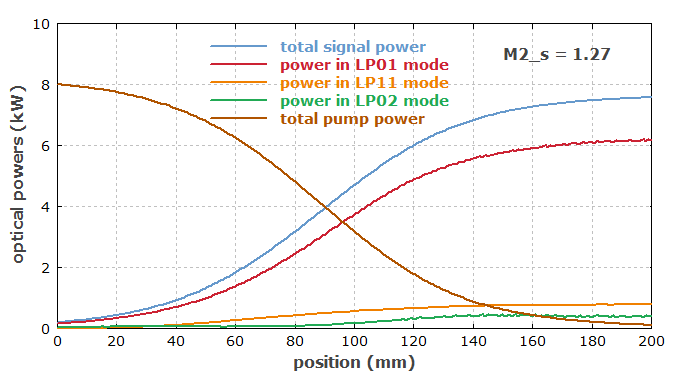 10
8
6
4
2
0
optical powers (kW)
total signal power
power in LP01 mode
power in LP11 mode
power in LP02 mode
total pump power
M2_s = 1.27
0 20 40 60 80 100 120 140 160 180 200
position (mm)